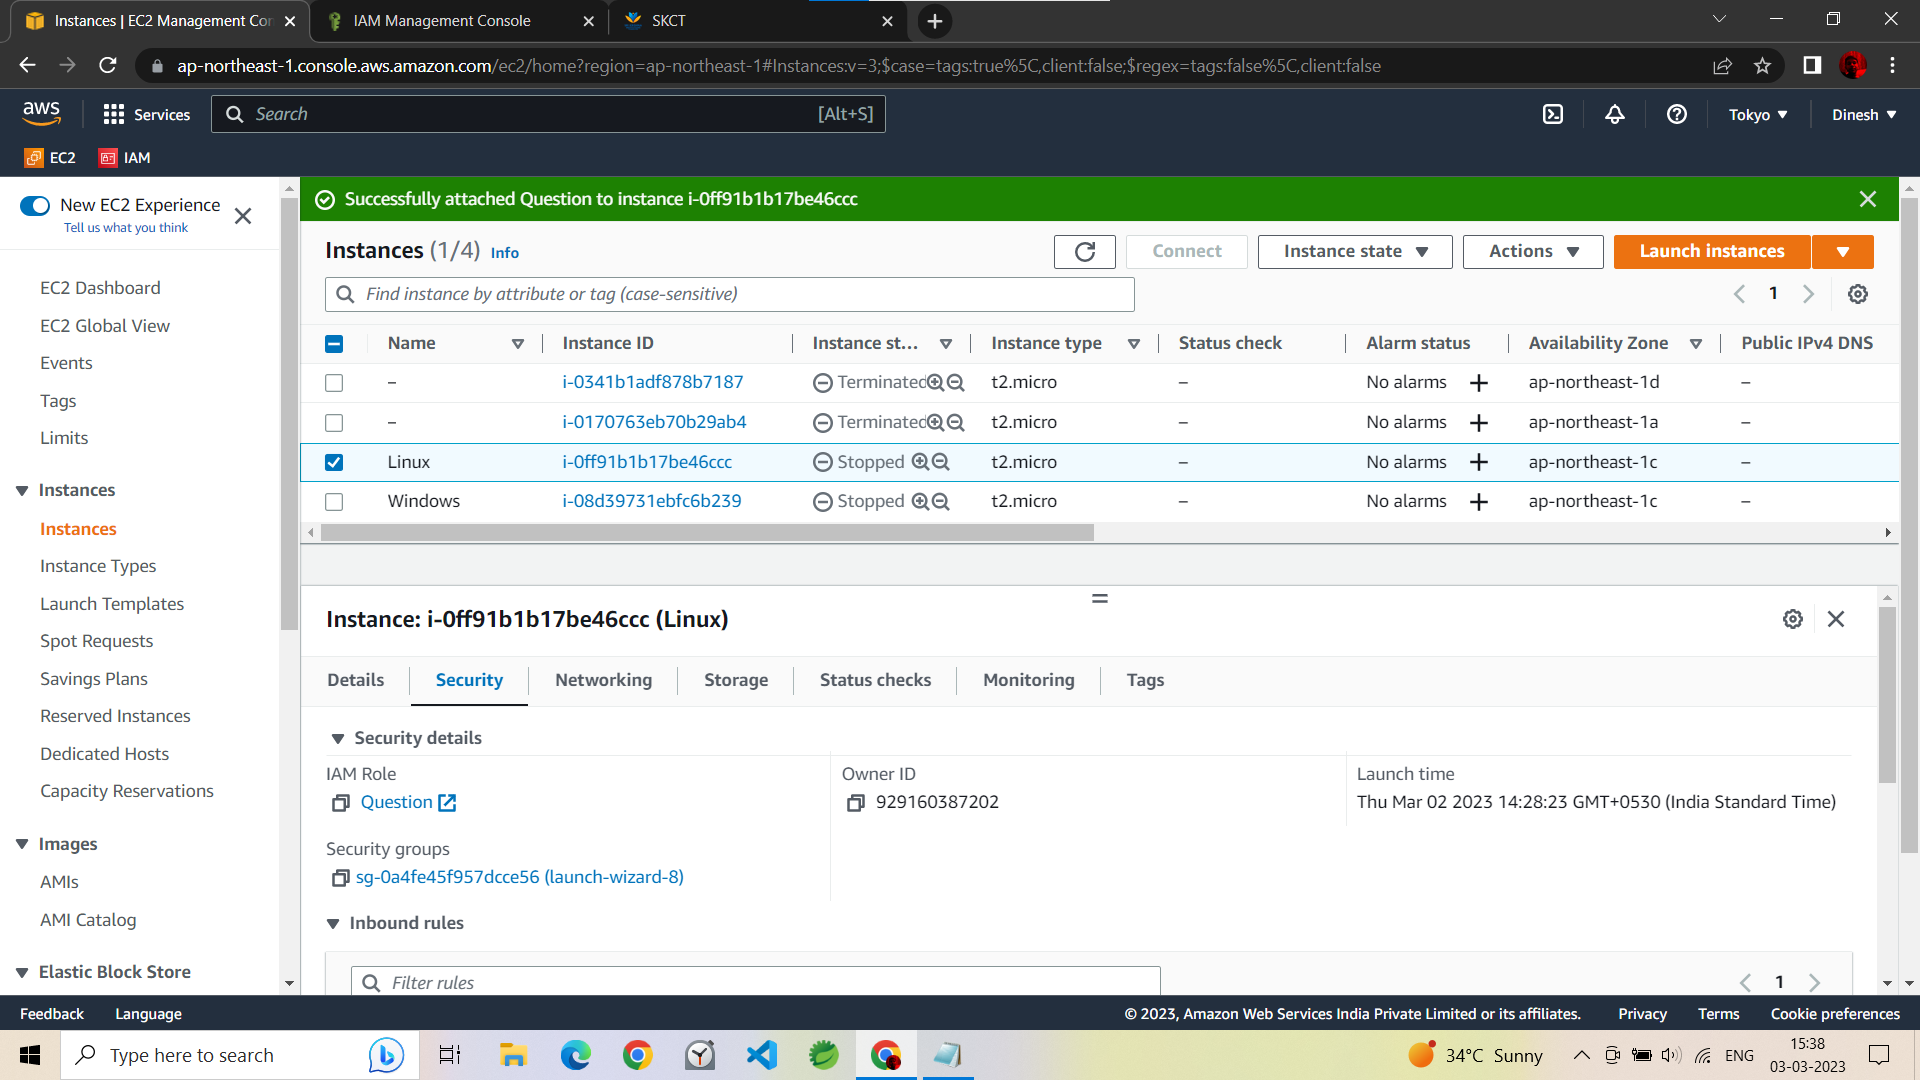 Instances | EC2 Management Con
IAM Management Console
SKCT
ap-northeast-1.console.aws.amazon.com/ec2/home?region=ap-northeast-1#Instances:v=3;$case=tags:true%5C,client:false;$regex=tags:false%5C,client:false
aws
Services
Search
[Alt+S]
Tokyo
Dinesh
EC2
IAM
New EC2 Experience
Tell us what you think
EC2 Dashboard
EC2 Global View
Events
Tags
Limits
Instances
Instances
Instance Types
Launch Templates
Spot Requests
Savings Plans
Reserved Instances
Dedicated Hosts
Capacity Reservations
Images
AMIs
AMI Catalog
Elastic Block Store
Successfully attached Question to instance i-0ff91b1b17be46ccc
Instances (1/4) Info
Connect
Instance state
Actions
Launch instances
Find instance by attribute or tag (case-sensitive)
1
Name Instance ID Instance st... Instance type Status check Alarm status Availability Zone Public IPv4 DNS
– i-0341b1adf878b7187 Terminated t2.micro – No alarms + ap-northeast-1d –
– i-0170763eb70b29ab4 Terminated t2.micro – No alarms + ap-northeast-1a –
Linux i-0ff91b1b17be46ccc Stopped t2.micro – No alarms + ap-northeast-1c –
Windows i-08d39731ebfc6b239 Stopped t2.micro – No alarms + ap-northeast-1c –
Instance: i-0ff91b1b17be46ccc (Linux)
Details Security Networking Storage Status checks Monitoring Tags
Security details
IAM Role
Question
Owner ID
929160387202
Launch time
Thu Mar 02 2023 14:28:23 GMT+0530 (India Standard Time)
Security groups
sg-0a4fe45f957dcce56 (launch-wizard-8)
Inbound rules
Filter rules
1
Feedback Language
© 2023, Amazon Web Services India Private Limited or its affiliates. Privacy Terms Cookie preferences
Type here to search
34°C Sunny
ENG
15:38
03-03-2023